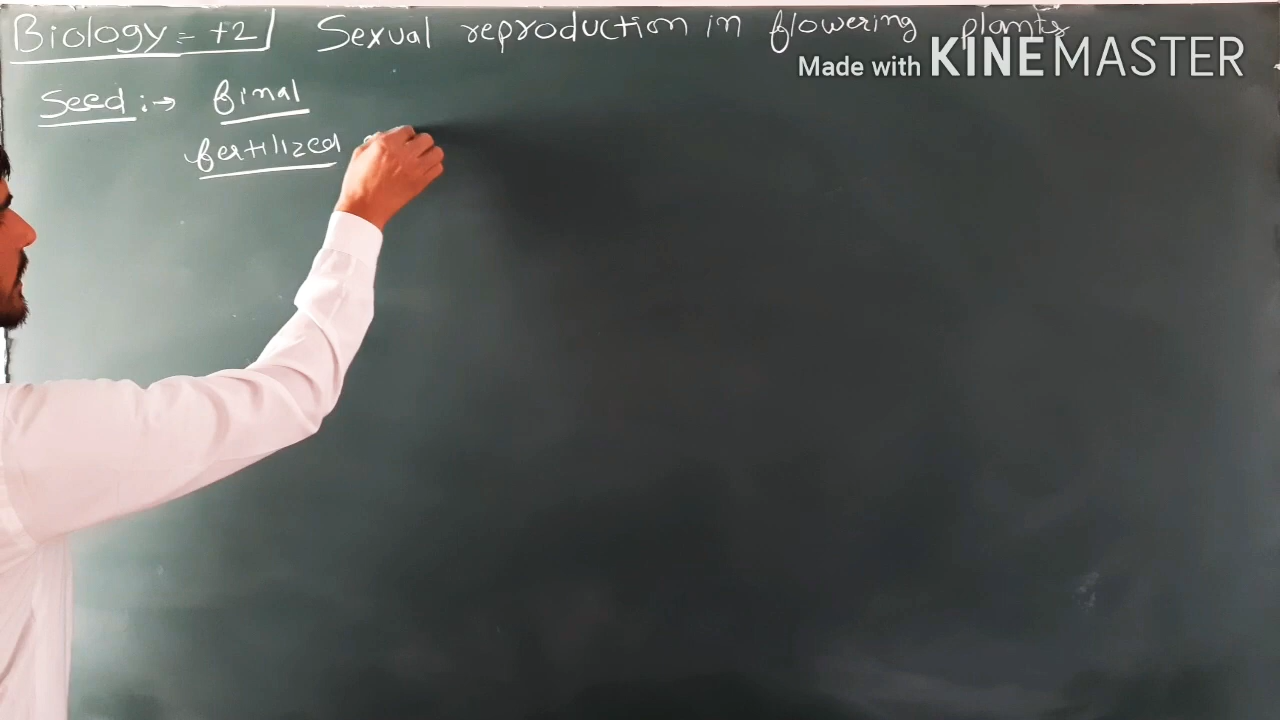 Biology = +2 Sexual reproduction in flowering plants
Made with KINEMASTER
Seed :→ final
fertilized